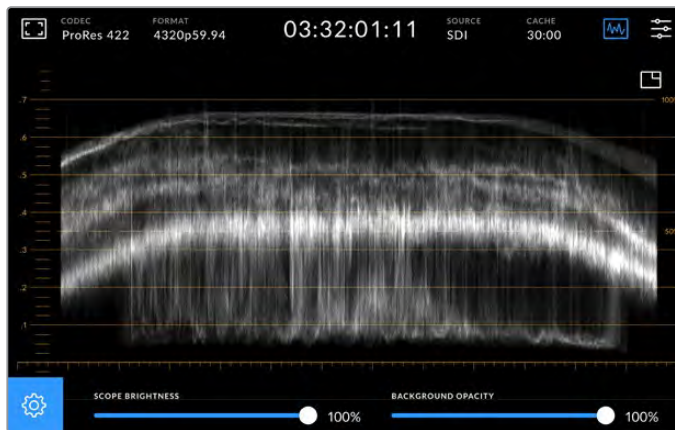 CODEC FORMAT 03:32:01:11 SOURCE CACHE
ProRes 422 4320p59.94 SDI 30:00
.7 100%
.6
.5
.4 50%
.3
.2
.1
SCOPE BRIGHTNESS BACKGROUND OPACITY
100% 100%